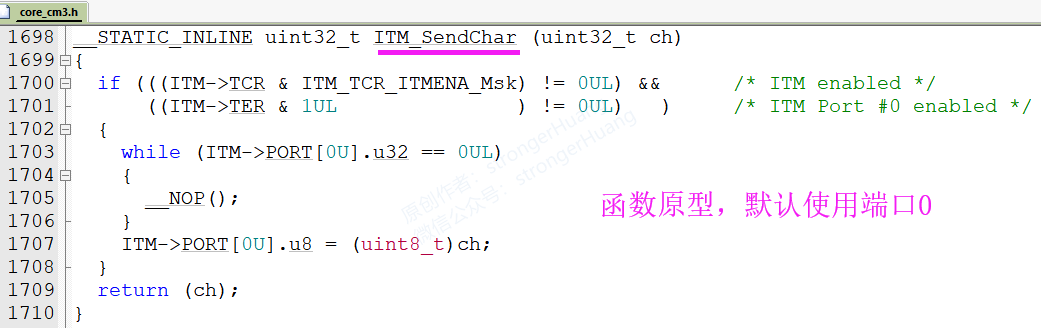 core_cm3.h
1698 __STATIC_INLINE uint32_t ITM_SendChar (uint32_t ch)
1699 {
1700 if (((ITM->TCR & ITM_TCR_ITMENA_Msk) != 0UL) && /* ITM enabled */
1701 ((ITM->TER & 1UL ) != 0UL) ) /* ITM Port #0 enabled */
1702 {
1703 while (ITM->PORT[0U].u32 == 0UL)
1704 {
1705 __NOP();
1706 }
1707 ITM->PORT[0U].u8 = (uint8_t)ch;
1708 }
1709 return (ch);
1710 }
函数原型，默认使用端口0
原创作者：strongerHuang
微信公众号：strongerHuang